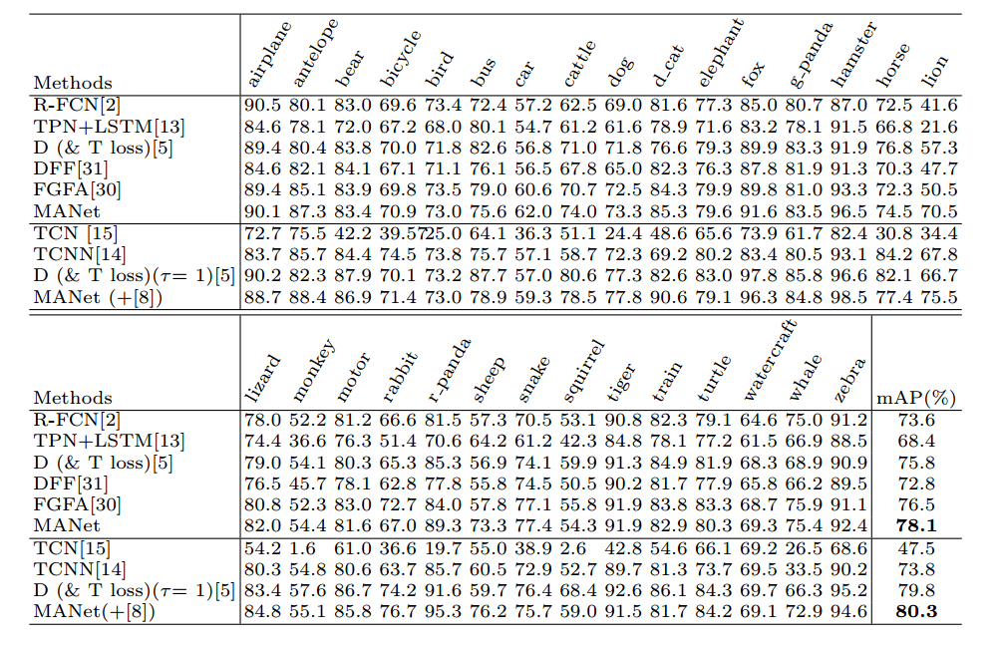 Methods airplane antelope bear bicycle bird bus car cattle dog d_cat elephant fox g-panda hamster horse lion
R-FCN[2] 90.5 80.1 83.0 69.6 73.4 72.4 57.2 62.5 69.0 81.6 77.3 85.0 80.7 87.0 72.5 41.6
TPN+LSTM[13] 84.6 78.1 72.0 67.2 68.0 80.1 54.7 61.2 61.6 78.9 71.6 83.2 78.1 91.5 66.8 21.6
D (& T loss)[5] 89.4 80.4 83.8 70.0 71.8 82.6 56.8 71.0 71.8 76.6 79.3 89.9 83.3 91.9 76.8 57.3
DFF[31] 84.6 82.1 84.1 67.1 71.1 76.1 56.5 67.8 65.0 82.3 76.3 87.8 81.9 91.3 70.3 47.7
FGFA[30] 89.4 85.1 83.9 69.8 73.5 79.0 60.6 70.7 72.5 84.3 79.9 89.8 81.0 93.3 72.3 50.5
MANet 90.1 87.3 83.4 70.9 73.0 75.6 62.0 74.0 73.3 85.3 79.6 91.6 83.5 96.5 74.5 70.5
TCN [15] 72.7 75.5 42.2 39.5725.0 64.1 36.3 51.1 24.4 48.6 65.6 73.9 61.7 82.4 30.8 34.4
TCNN[14] 83.7 85.7 84.4 74.5 73.8 75.7 57.1 58.7 72.3 69.2 80.2 83.4 80.5 93.1 84.2 67.8
D (& T loss)(τ= 1)[5] 90.2 82.3 87.9 70.1 73.2 87.7 57.0 80.6 77.3 82.6 83.0 97.8 85.8 96.6 82.1 66.7
MANet (+[8]) 88.7 88.4 86.9 71.4 73.0 78.9 59.3 78.5 77.8 90.6 79.1 96.3 84.8 98.5 77.4 75.5
Methods lizard monkey motor rabbit r_panda sheep snake squirrel tiger train turtle watercraft whale zebra mAP(%)
R-FCN[2] 78.0 52.2 81.2 66.6 81.5 57.3 70.5 53.1 90.8 82.3 79.1 64.6 75.0 91.2 73.6
TPN+LSTM[13] 74.4 36.6 76.3 51.4 70.6 64.2 61.2 42.3 84.8 78.1 77.2 61.5 66.9 88.5 68.4
D (& T loss)[5] 79.0 54.1 80.3 65.3 85.3 56.9 74.1 59.9 91.3 84.9 81.9 68.3 68.9 90.9 75.8
DFF[31] 76.5 45.7 78.1 62.8 77.8 55.8 74.5 50.5 90.2 81.7 77.9 65.8 66.2 89.5 72.8
FGFA[30] 80.8 52.3 83.0 72.7 84.0 57.8 77.1 55.8 91.9 83.8 83.3 68.7 75.9 91.1 76.5
MANet 82.0 54.4 81.6 67.0 89.3 73.3 77.4 54.3 91.9 82.9 80.3 69.3 75.4 92.4 78.1
TCN[15] 54.2 1.6 61.0 36.6 19.7 55.0 38.9 2.6 42.8 54.6 66.1 69.2 26.5 68.6 47.5
TCNN[14] 80.3 54.8 80.6 63.7 85.7 60.5 72.9 52.7 89.7 81.3 73.7 69.5 33.5 90.2 73.8
D (& T loss)(τ= 1)[5] 83.4 57.6 86.7 74.2 91.6 59.7 76.4 68.4 92.6 86.1 84.3 69.7 66.3 95.2 79.8
MANet(+[8]) 84.8 55.1 85.8 76.7 95.3 76.2 75.7 59.0 91.5 81.7 84.2 69.1 72.9 94.6 80.3